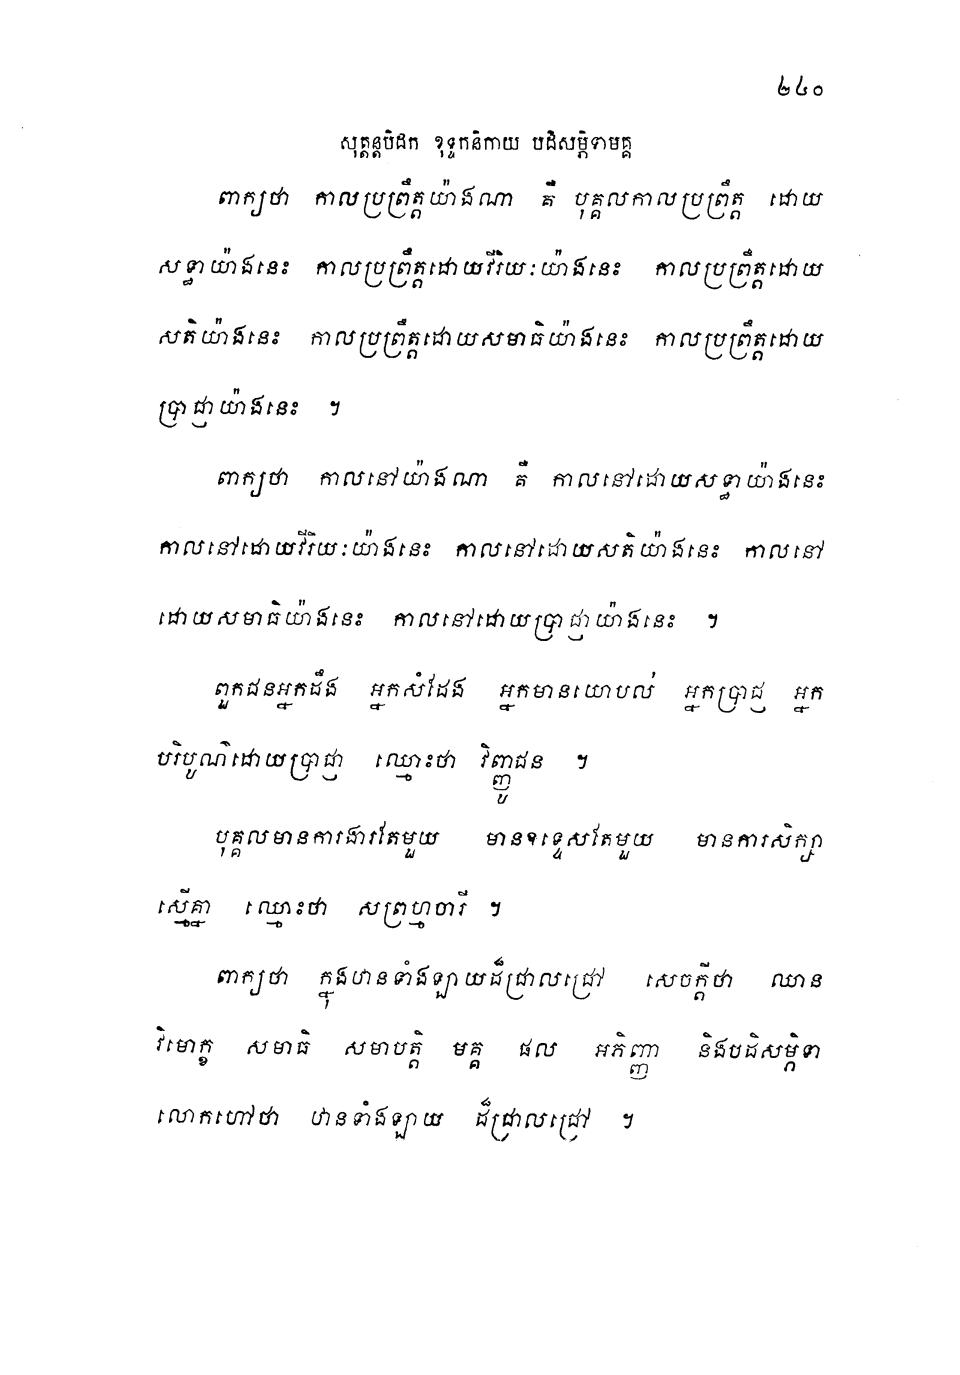 ២៤០
សុត្តន្តបិដក ខុទ្ទកនិកាយ បដិសម្ភិទាមគ្គ
ពាក្យថា កាលប្រព្រឹត្តយ៉ាងណា គឺ បុគ្គលកាលប្រព្រឹត្ត ដោយ
សទ្ធាយ៉ាងនេះ កាលប្រព្រឹត្តដោយវីរិយៈយ៉ាងនេះ កាលប្រព្រឹត្តដោយ
សតិយ៉ាងនេះ កាលប្រព្រឹត្តដោយសមាធិយ៉ាងនេះ កាលប្រព្រឹត្តដោយ
ប្រាជ្ញាយ៉ាងនេះ ។
ពាក្យថា កាលនៅយ៉ាងណា គឺ កាលនៅដោយសទ្ធាយ៉ាងនេះ
កាលនៅដោយវីរិយៈយ៉ាងនេះ កាលនៅដោយសតិយ៉ាងនេះ កាលនៅ
ដោយសមាធិយ៉ាងនេះ កាលនៅដោយប្រាជ្ញាយ៉ាងនេះ ។
ពួកជនអ្នកដឹង អ្នកសំដែង អ្នកមានយោបល់ អ្នកប្រាជ្ញ អ្នក
បរិបូណ៌ដោយប្រាជ្ញា ឈ្មោះថា វិញ្ញូជន ។
បុគ្គលមានការងារតែមួយ មានឧទ្ទេសតែមួយ មានការសិក្សា
ស្មើគ្នា ឈ្មោះថា សព្រហ្មចារី ។
ពាក្យថា ក្នុងឋានទាំងឡាយដ៏ជ្រាលជ្រៅ សេចក្តីថា ឈាន
វិមោក្ខ សមាធិ សមាបត្តិ មគ្គ ផល អភិញ្ញា និងបដិសម្ភិទា
លោកហៅថា ឋានទាំងឡាយ ដ៏ជ្រាលជ្រៅ ។